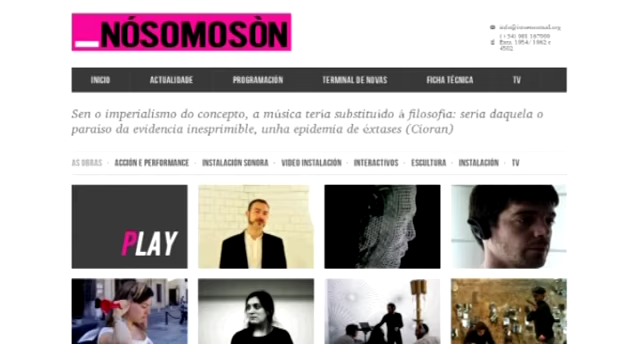 _NÓSOMOSÒN
INICIO ACTUALIDADE PROGRAMACIÓN TERMINAL DE NOVAS FICHA TÉCNICA TV
Sen o imperialismo do concepto, a música tería substituído á filosofía: sería daquela o
paraíso da evidencia inesprimible, unha epidemia de éxtases (Cioran)
AS OBRAS · ACCIÓN E PERFORMANCE · INSTALACIÓN SONORA · VIDEO INSTALACIÓN · INTERACTIVOS · ESCULTURA · INSTALACIÓN · TV
PLAY